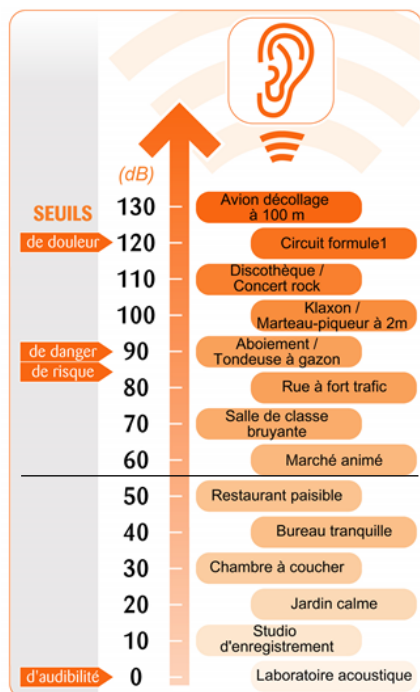 (dB)
SEUILS
130
Avion décollage
à 100 m
de douleur
120
Circuit formule1
110
Discothèque /
Concert rock
100
Klaxon /
Marteau-piqueur à 2m
de danger
90
Aboiement /
Tondeuse à gazon
de risque
80
Rue à fort trafic
70
Salle de classe
bruyante
60
Marché animé
50
Restaurant paisible
40
Bureau tranquille
30
Chambre à coucher
20
Jardin calme
10
Studio
d'enregistrement
d'audibilité
0
Laboratoire acoustique